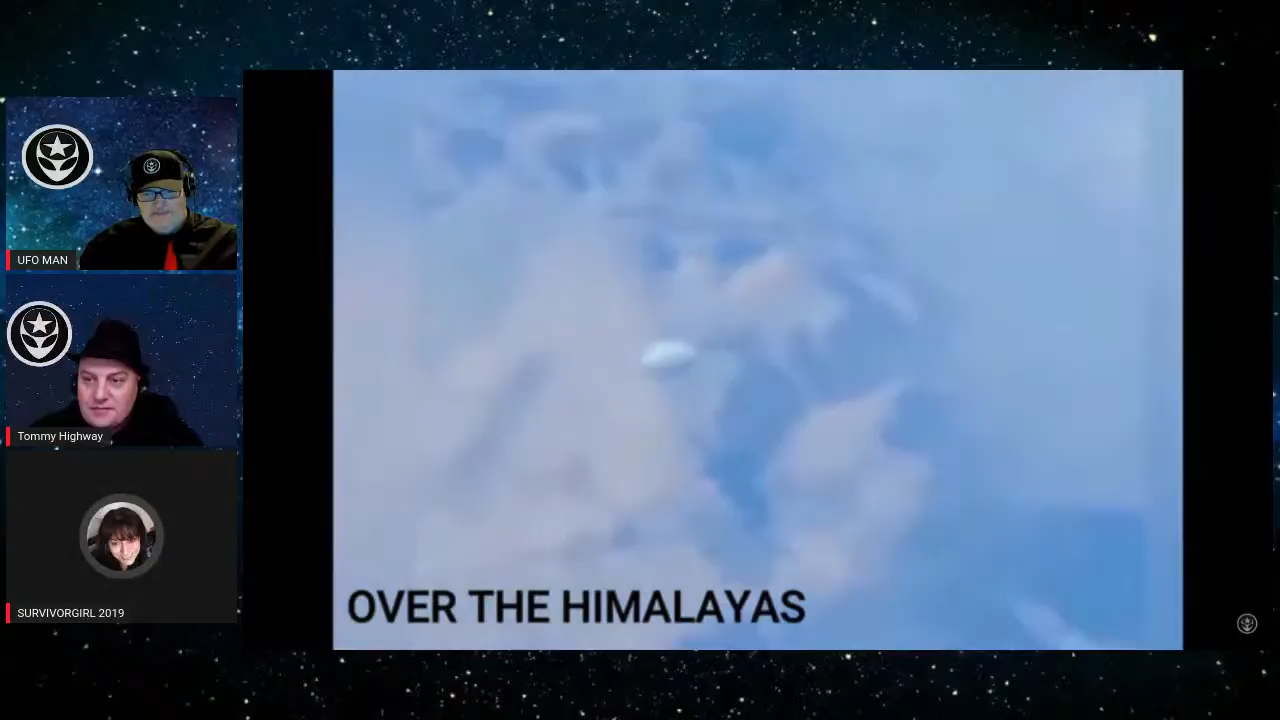 UFO MAN
Tommy Highway
SURVIVORGIRL 2019
OVER THE HIMALAYAS